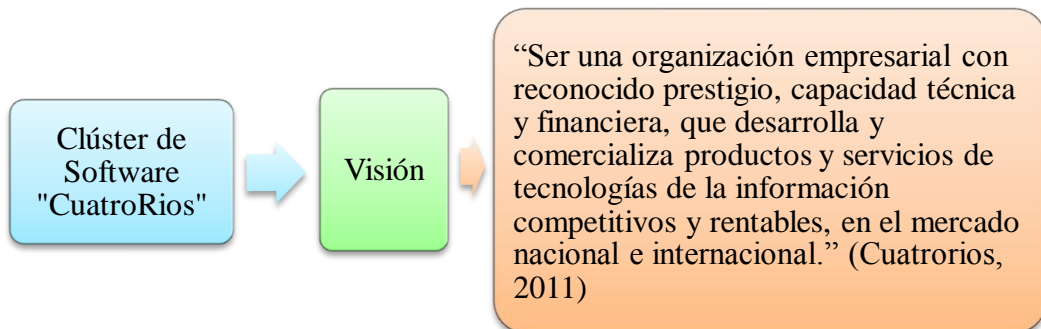 Clúster de
Software
"CuatroRios"
Visión
“Ser una organización empresarial con
reconocido prestigio, capacidad técnica
y financiera, que desarrolla y
comercializa productos y servicios de
tecnologías de la información
competitivos y rentables, en el mercado
nacional e internacional.” (Cuatrorios,
2011)